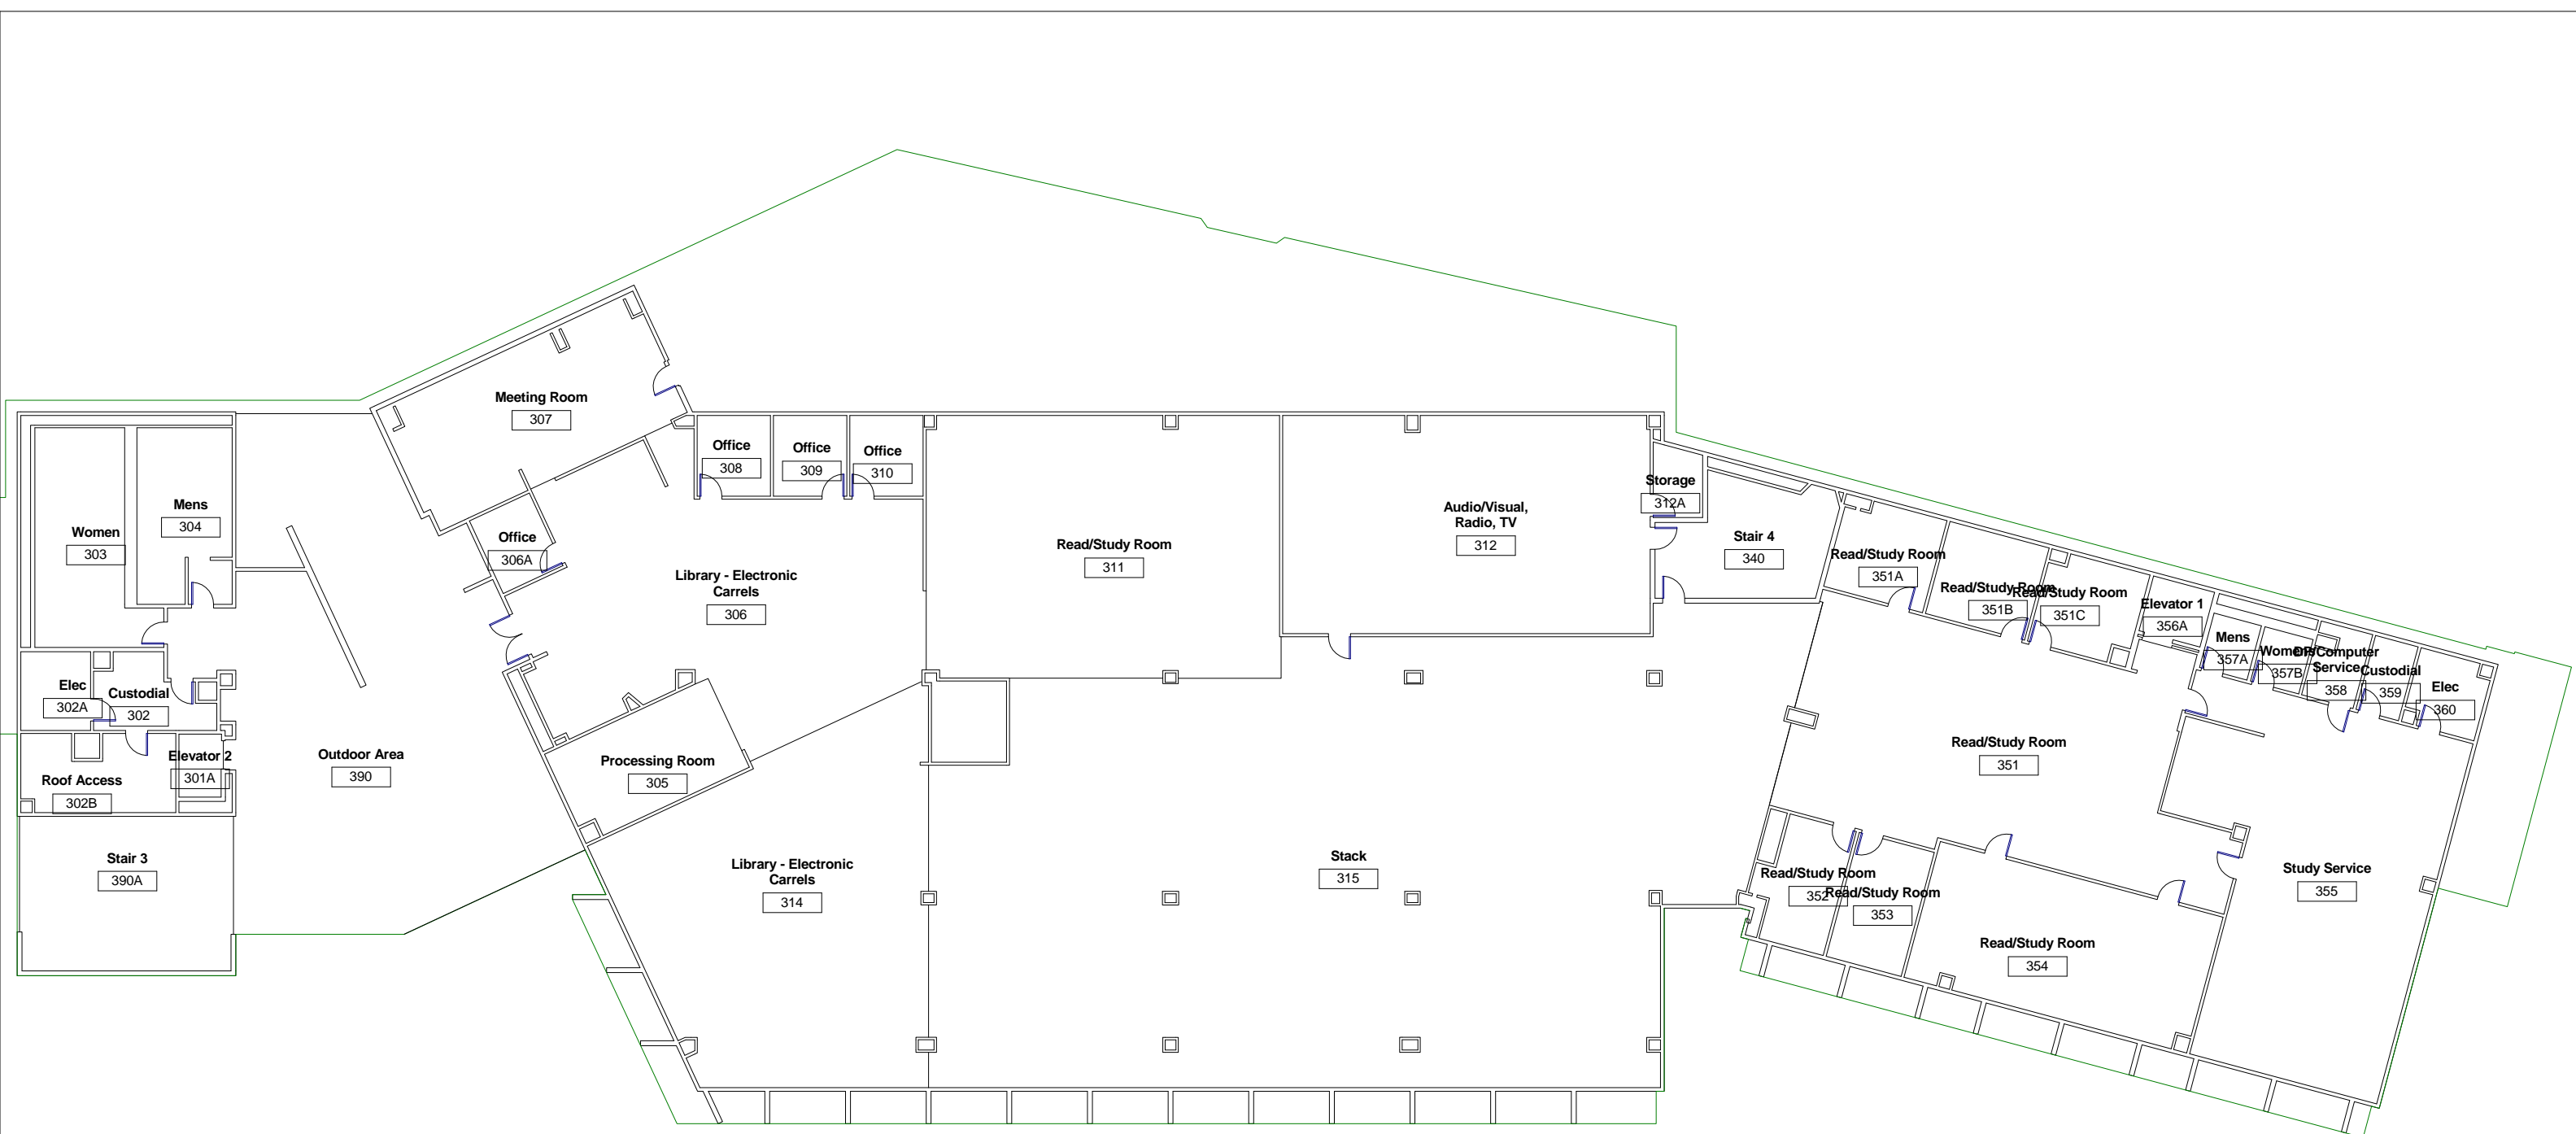 Meeting Room
307
Office
308
Office
309
Office
310
Mens
304
Women
303
Office
306A
Library - Electronic
Carrels
306
Read/Study Room
311
Audio/Visual,
Radio, TV
312
Storage
312A
Stair 4
340
Read/Study Room
351A
Read/Study Room
351B
Read/Study Room
351C
Elevator 1
356A
Mens
357A
Womens
357B
Computer
Service
358
Custodial
359
Elec
360
Elec
302A
Custodial
302
Elevator 2
301A
Roof Access
302B
Outdoor Area
390
Processing Room
305
Read/Study Room
351
Stair 3
390A
Library - Electronic
Carrels
314
Stack
315
Read/Study Room
352
Read/Study Room
353
Study Service
355
Read/Study Room
354